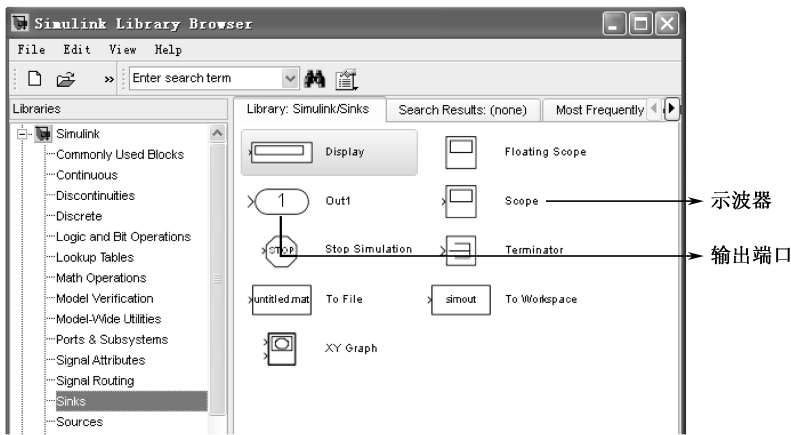 Simulink Library Browser
File Edit View Help
» Enter search term
Libraries
Library: Simulink/Sinks Search Results: (none) Most Frequently
Simulink
Commonly Used Blocks
Continuous
Discontinuities
Discrete
Logic and Bit Operations
Lookup Tables
Math Operations
Model Verification
Model-Wide Utilities
Ports & Subsystems
Signal Attributes
Signal Routing
Sinks
Sources
Display
Floating Scope
1 Out1
Scope
示波器
STOP Stop Simulation
Terminator
输出端口
untitled.mat To File
simout To Workspace
XY Graph